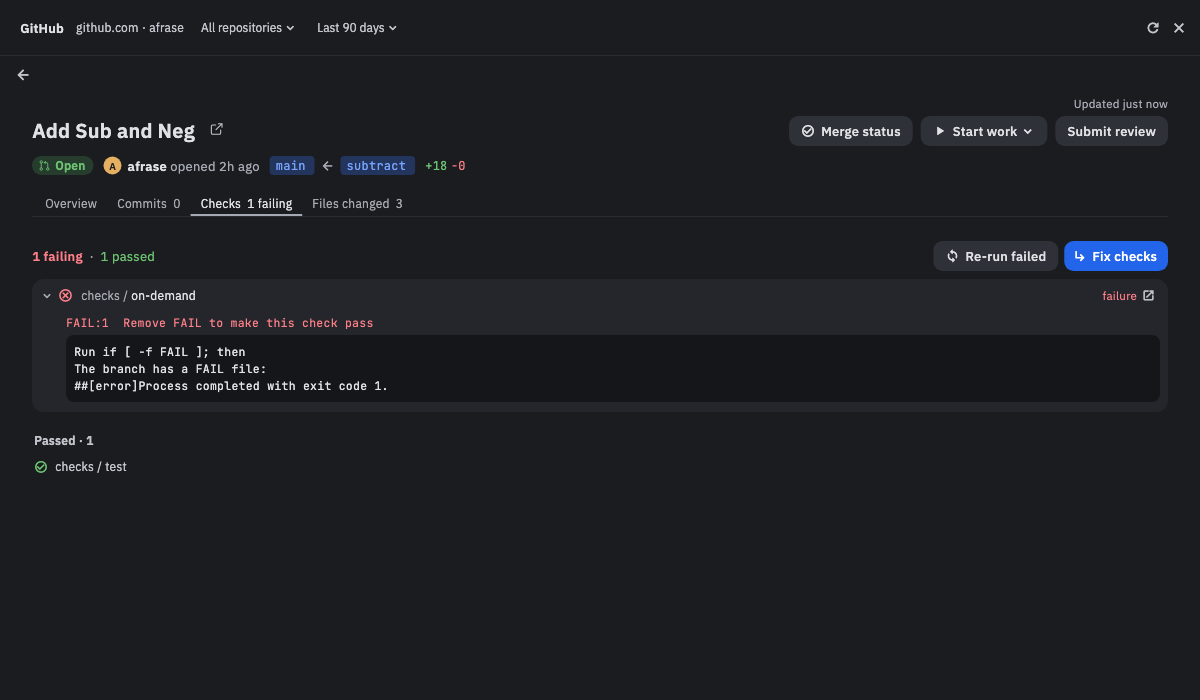 GitHub github.com · afrase All repositories Last 90 days
Updated just now
Add Sub and Neg
Merge status Start work Submit review
Open A afrase opened 2h ago main ← subtract +18 -0
Overview Commits 0 Checks 1 failing Files changed 3
1 failing · 1 passed
Re-run failed Fix checks
checks / on-demand failure
FAIL:1 Remove FAIL to make this check pass
Run if [ -f FAIL ]; then
The branch has a FAIL file:
##[error]Process completed with exit code 1.
Passed · 1
checks / test